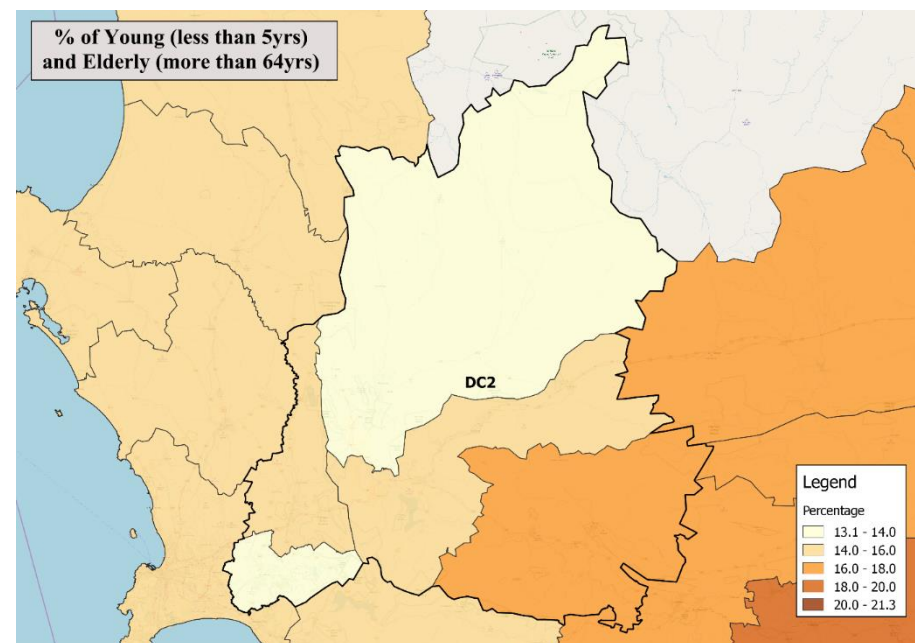 % of Young (less than 5yrs)
and Elderly (more than 64yrs)
DC2
Legend
Percentage
13.1 - 14.0
14.0 - 16.0
16.0 - 18.0
18.0 - 20.0
20.0 - 21.3